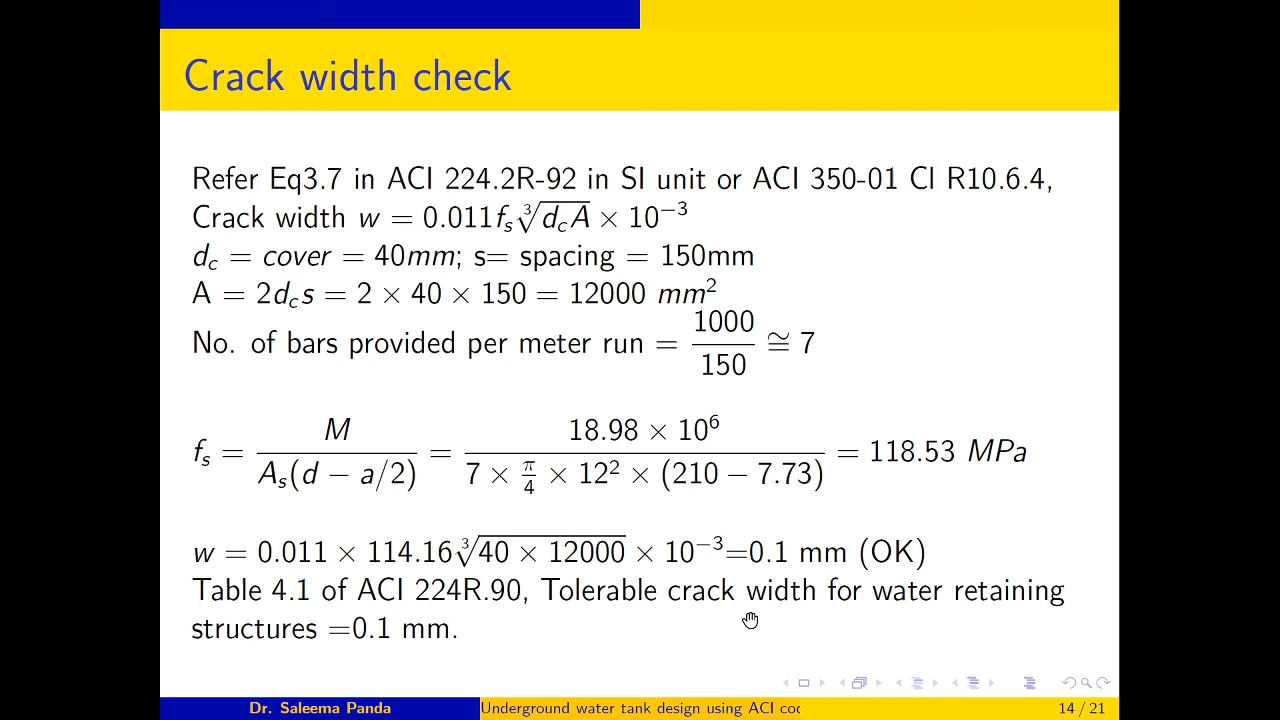 Crack width check
Refer Eq3.7 in ACI 224.2R-92 in SI unit or ACI 350-01 Cl R10.6.4,
Crack width w = 0.011f_s ∛(d_cA) × 10⁻³
d_c = cover = 40mm; s= spacing = 150mm
A = 2d_cs = 2 × 40 × 150 = 12000 mm²
No. of bars provided per meter run = 1000/150 ≅ 7
f_s = M/(A_s(d − a/2)) = (18.98 × 10⁶)/(7 × π/4 × 12² × (210 − 7.73)) = 118.53 MPa
w = 0.011 × 114.16∛(40 × 12000) × 10⁻³=0.1 mm (OK)
Table 4.1 of ACI 224R.90, Tolerable crack width for water retaining
structures =0.1 mm.
Dr. Saleema Panda Underground water tank design using ACI cod 14 / 21